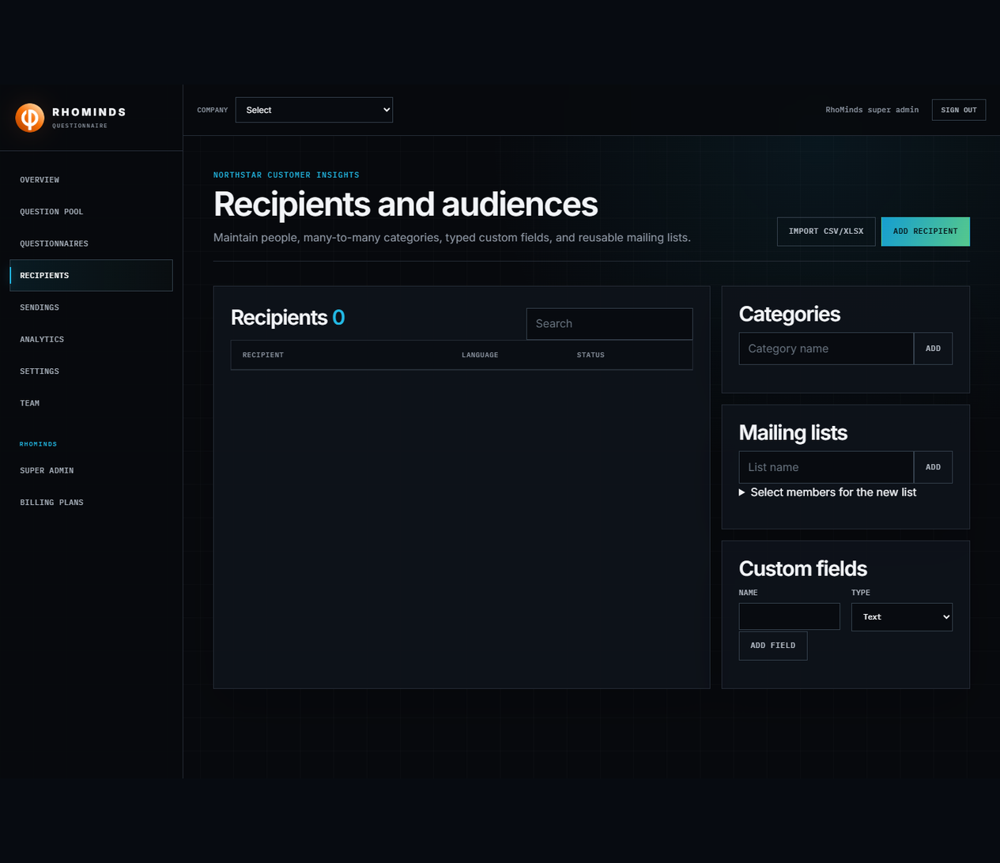 RHOMINDS
QUESTIONNAIRE
COMPANY
Select
RhoMinds super admin
SIGN OUT
OVERVIEW
QUESTION POOL
QUESTIONNAIRES
RECIPIENTS
SENDINGS
ANALYTICS
SETTINGS
TEAM
RHOMINDS
SUPER ADMIN
BILLING PLANS
NORTHSTAR CUSTOMER INSIGHTS
Recipients and audiences
Maintain people, many-to-many categories, typed custom fields, and reusable mailing lists.
IMPORT CSV/XLSX
ADD RECIPIENT
Recipients 0
Search
RECIPIENT LANGUAGE STATUS
Categories
Category name
ADD
Mailing lists
List name
ADD
Select members for the new list
Custom fields
NAME TYPE
Text
ADD FIELD